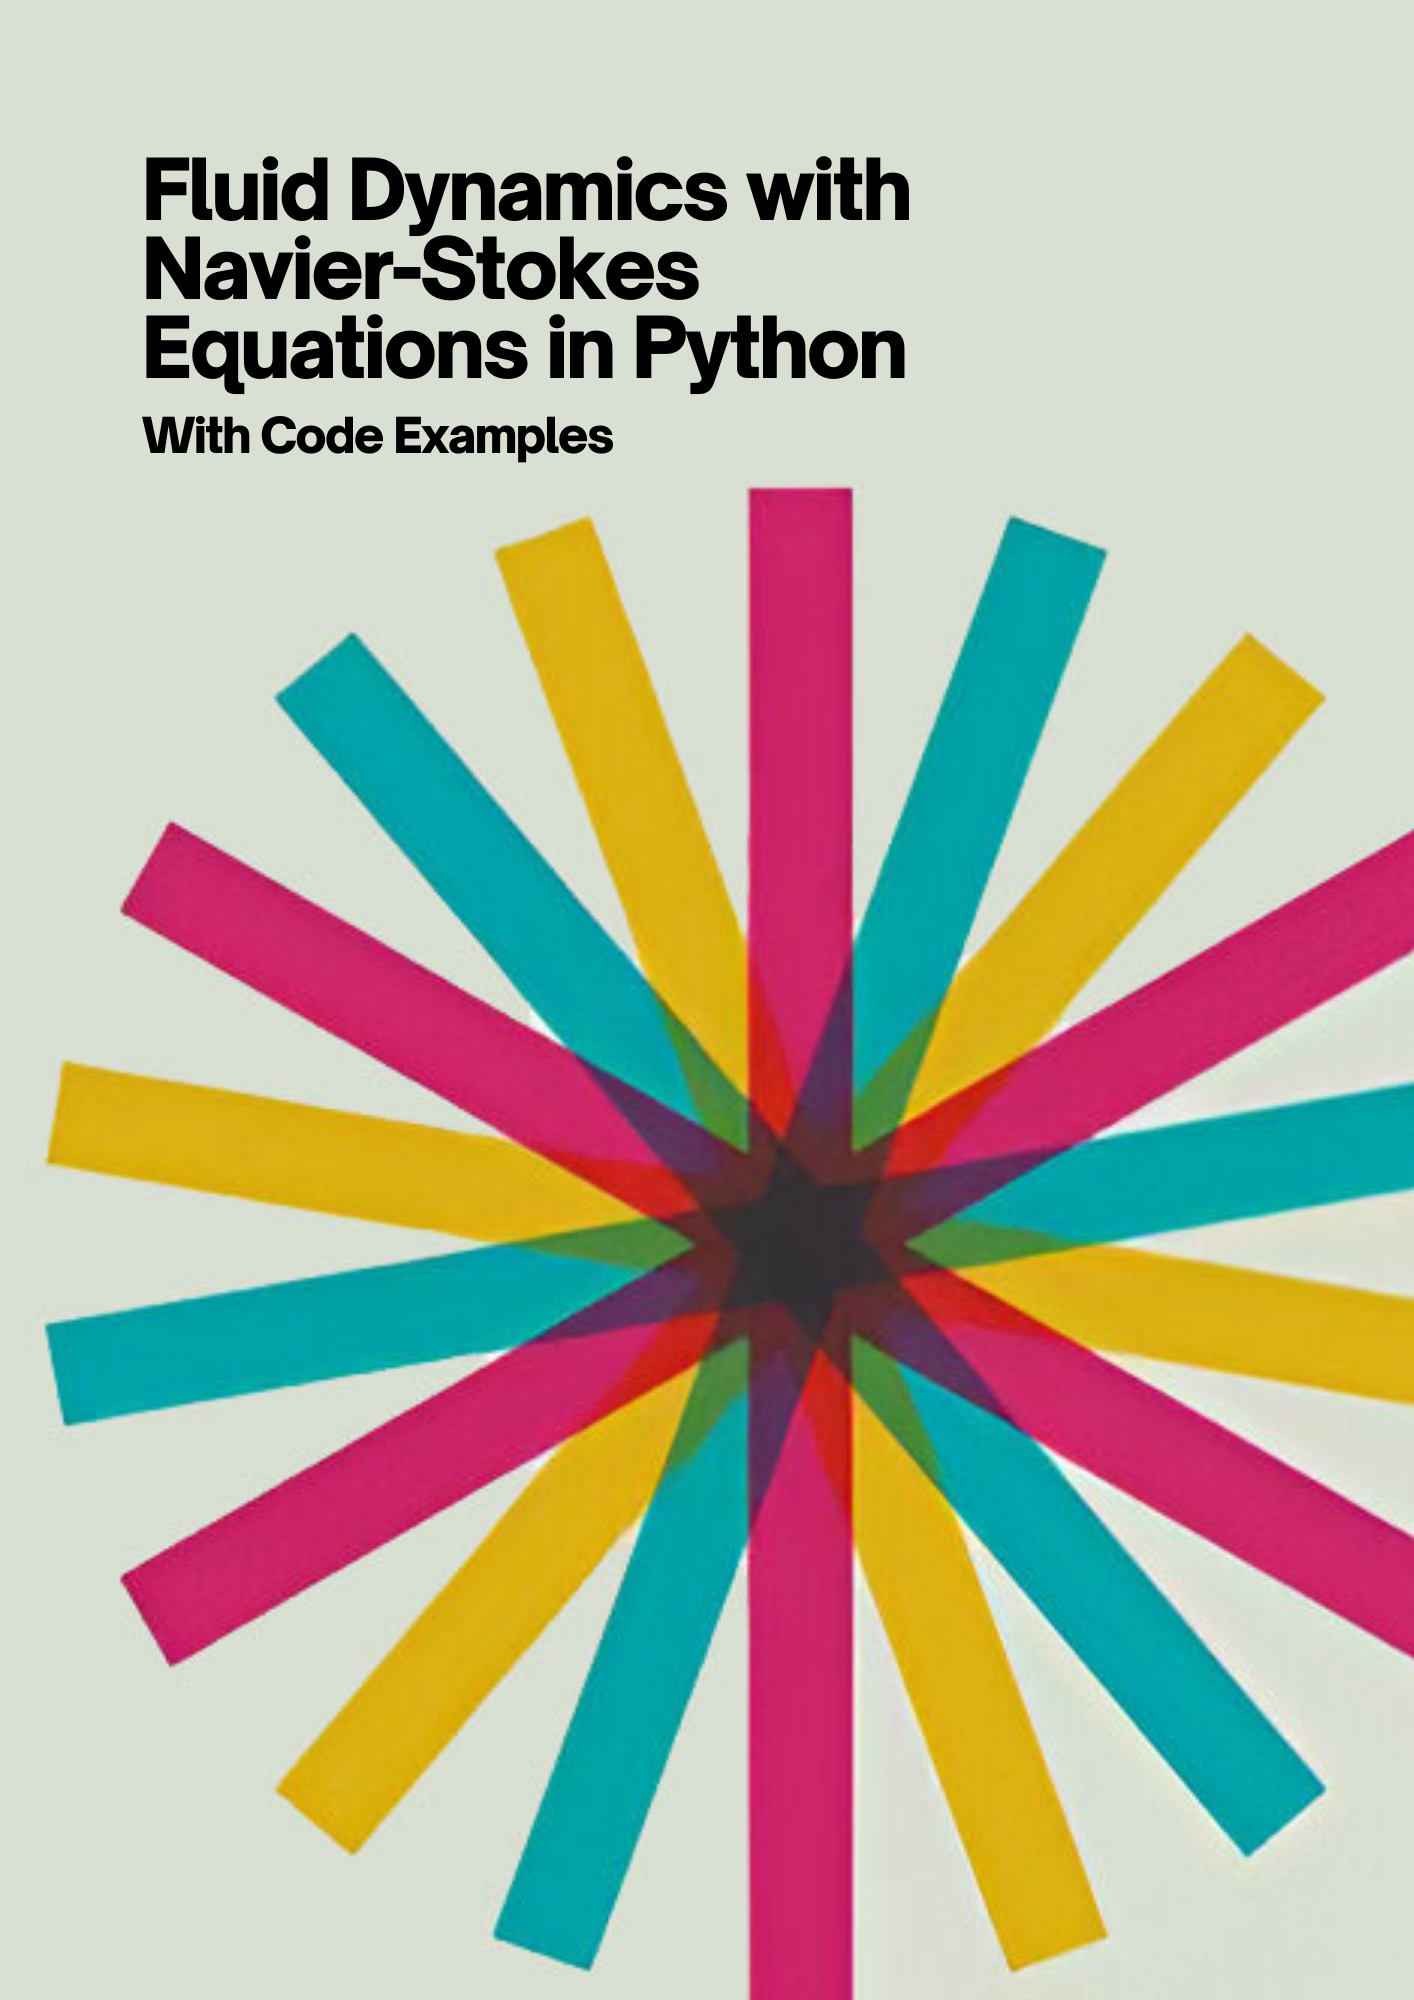 Fluid Dynamics with
Navier-Stokes
Equations in Python
With Code Examples